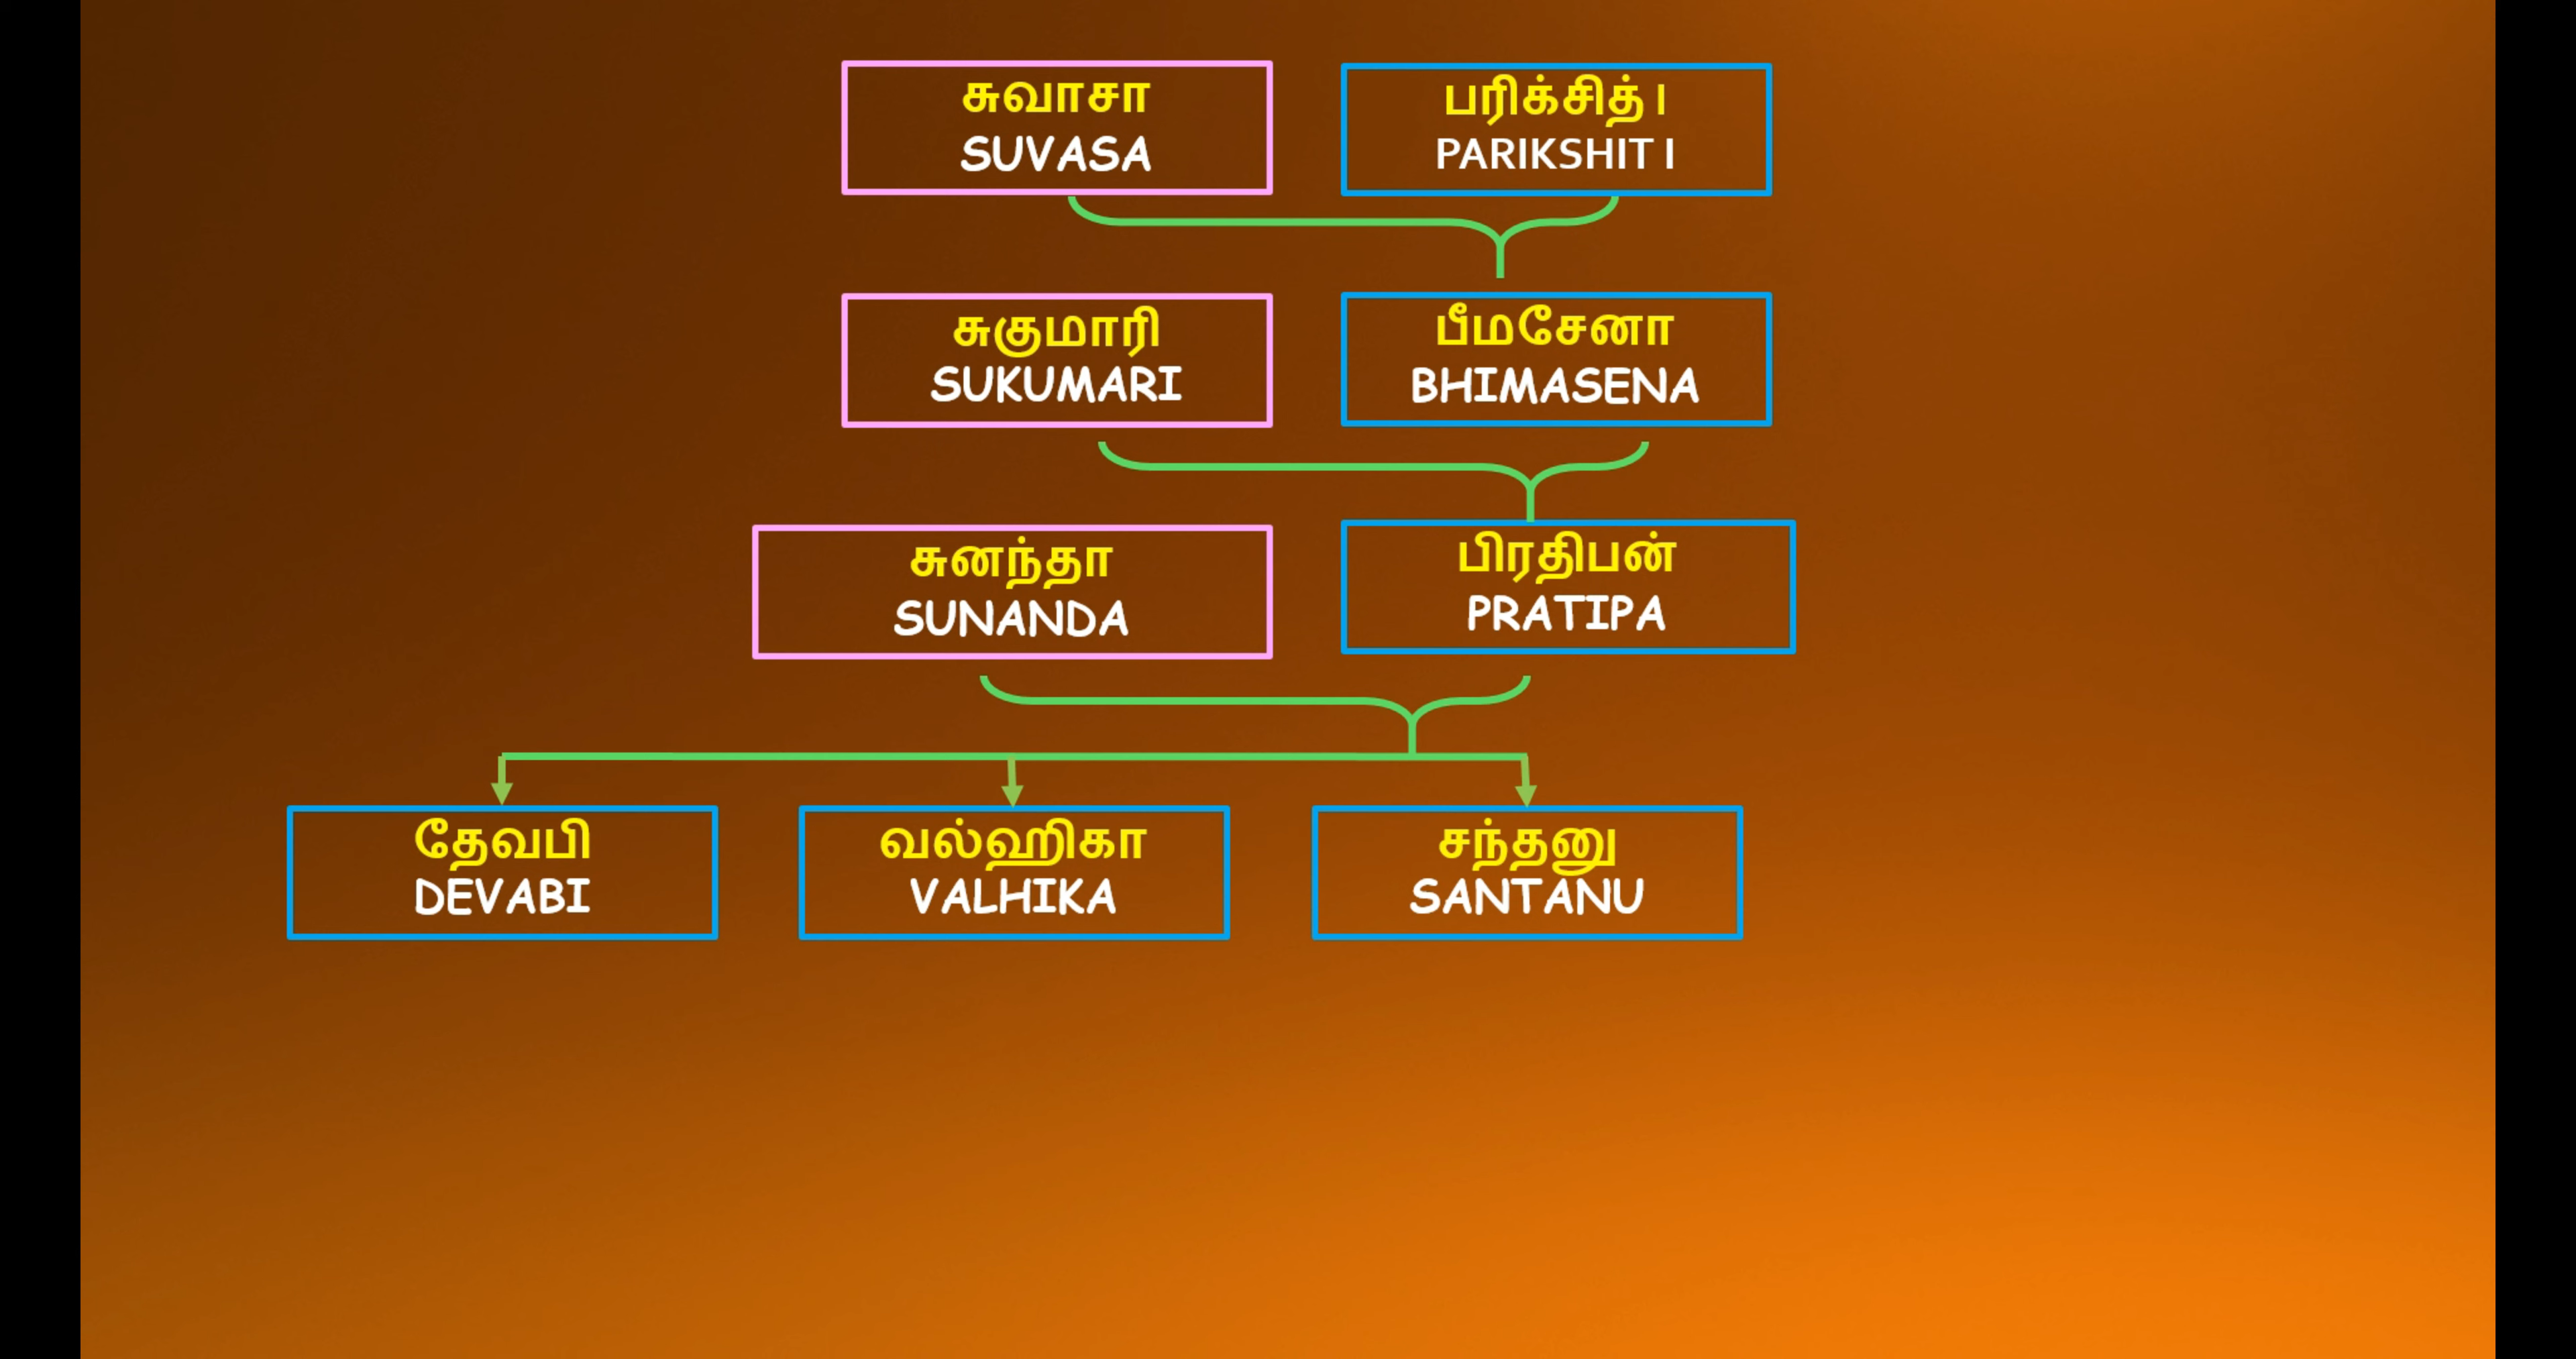 சுவாசா
SUVASA
பரிக்சித் I
PARIKSHIT I
சுகுமாரி
SUKUMARI
பீமசேனா
BHIMASENA
சுனந்தா
SUNANDA
பிரதிபன்
PRATIPA
தேவபி
DEVABI
வல்ஹிகா
VALHIKA
சந்தனு
SANTANU